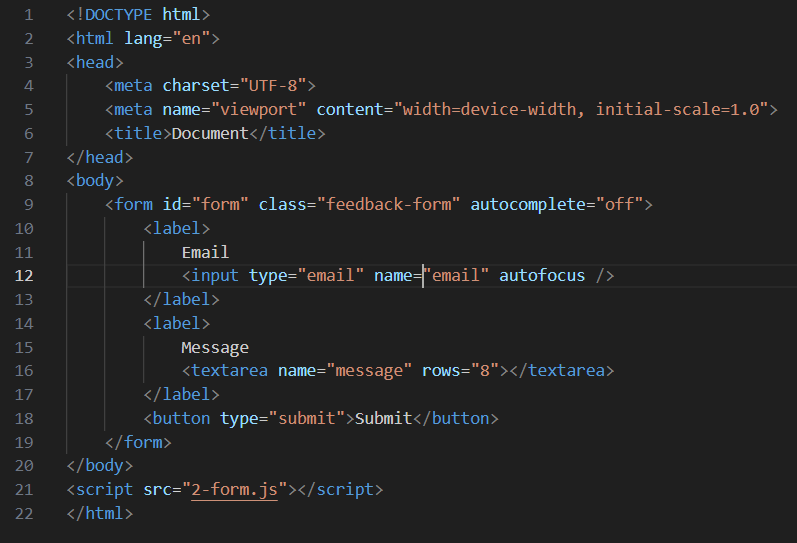 1 <!DOCTYPE html>
2 <html lang="en">
3 <head>
4     <meta charset="UTF-8">
5     <meta name="viewport" content="width=device-width, initial-scale=1.0">
6     <title>Document</title>
7 </head>
8 <body>
9     <form id="form" class="feedback-form" autocomplete="off">
10         <label>
11             Email
12             <input type="email" name="email" autofocus />
13         </label>
14         <label>
15             Message
16             <textarea name="message" rows="8"></textarea>
17         </label>
18         <button type="submit">Submit</button>
19     </form>
20 </body>
21 <script src="2-form.js"></script>
22 </html>